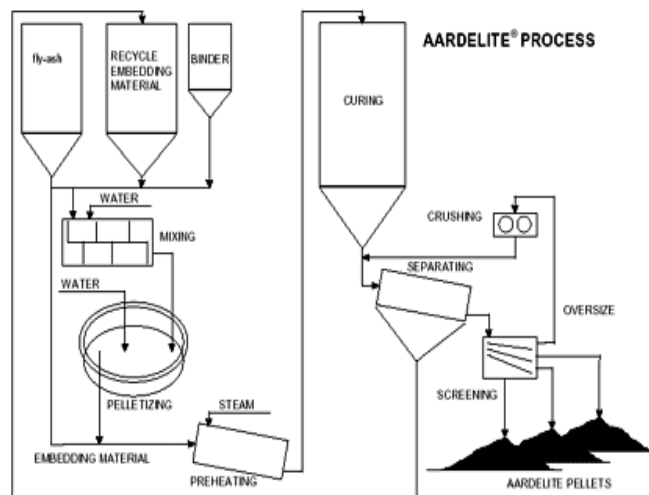 AARDELITE® PROCESS
fly-ash
RECYCLE
EMBEDDING
MATERIAL
BINDER
CURING
WATER
MIXING
CRUSHING
SEPARATING
WATER
OVERSIZE
PELLETIZING
STEAM
SCREENING
EMBEDDING MATERIAL
PREHEATING
AARDELITE PELLETS